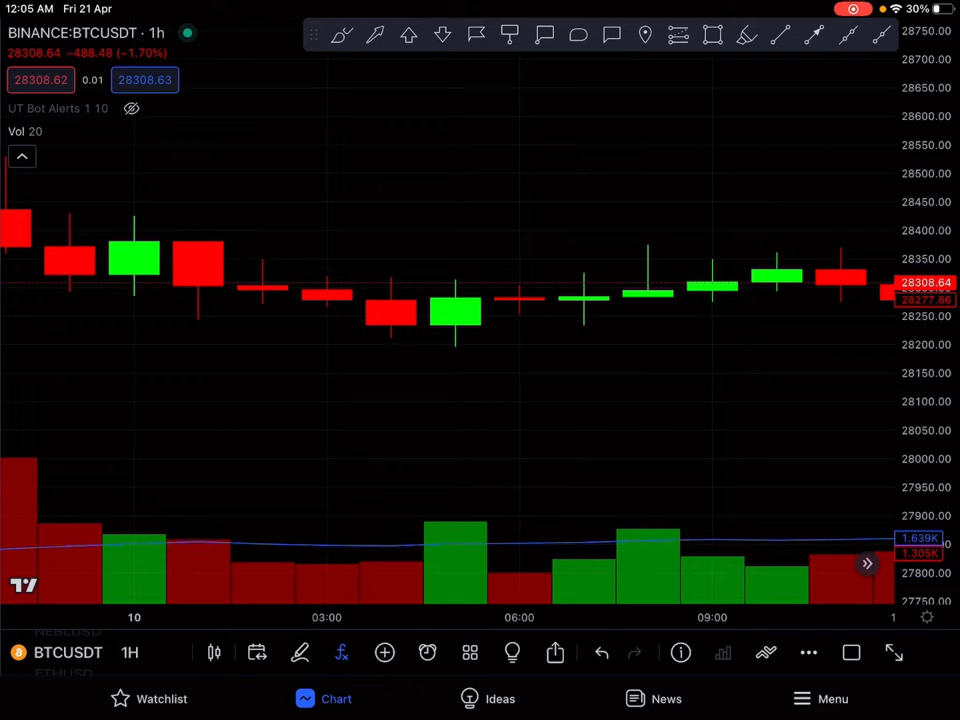 12:05 AM Fri 21 Apr
30%
BINANCE:BTCUSDT · 1h
28308.64 −488.48 (−1.70%)
28308.62 0.01 28308.63
UT Bot Alerts 1 10
Vol 20
28750.00
28700.00
28650.00
28600.00
28550.00
28500.00
28450.00
28400.00
28350.00
28308.64
28277.86
28250.00
28200.00
28150.00
28100.00
28050.00
28000.00
27950.00
27900.00
1.639K
1.305K
27800.00
27750.00
10 03:00 06:00 09:00 1
NEBLUSD
BTCUSDT 1H
ETHUSD
Watchlist Chart Ideas News Menu